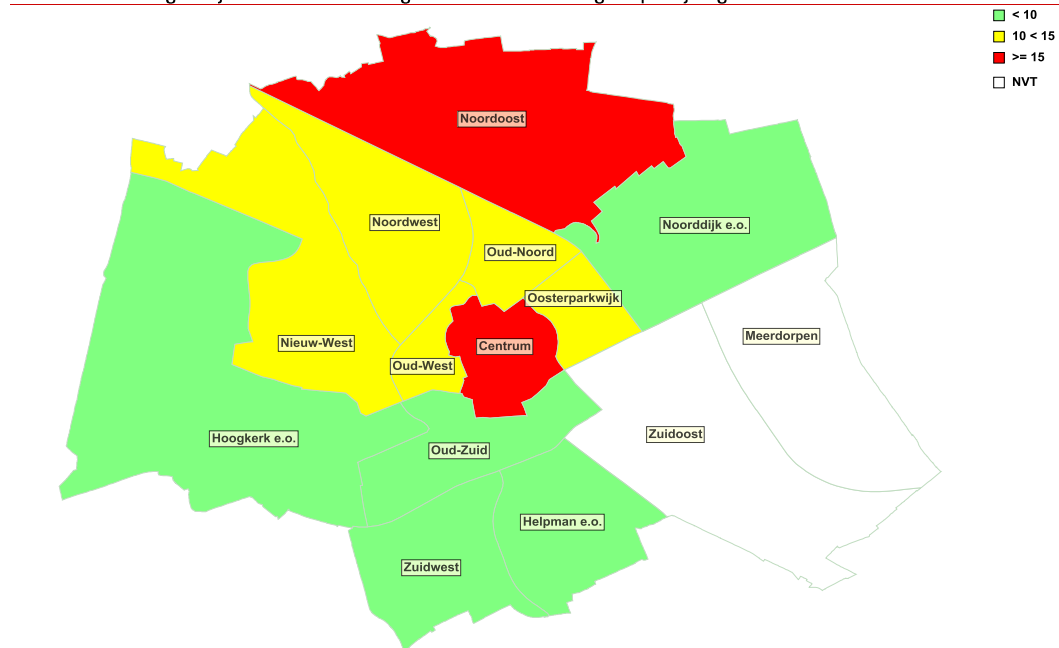 < 10
10 < 15
>= 15
NVT
Noordoost
Noordwest
Noorddijk e.o.
Oud-Noord
Oosterparkwijk
Meerdorpen
Nieuw-West
Centrum
Oud-West
Hoogkerk e.o.
Zuidoost
Oud-Zuid
Helpman e.o.
Zuidwest